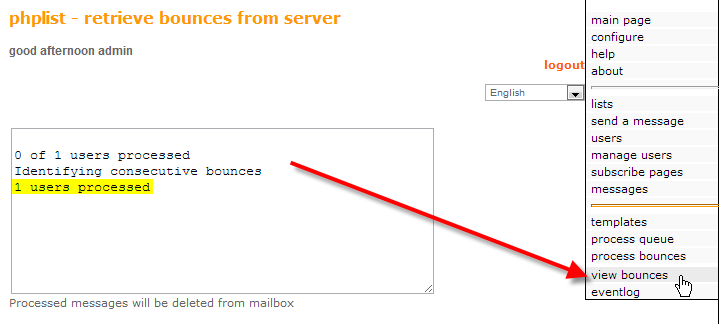 phplist - retrieve bounces from server
good afternoon admin
logout
English
0 of 1 users processed
Identifying consecutive bounces
1 users processed
Processed messages will be deleted from mailbox
main page
configure
help
about
lists
send a message
users
manage users
subscribe pages
messages
templates
process queue
process bounces
view bounces
eventlog